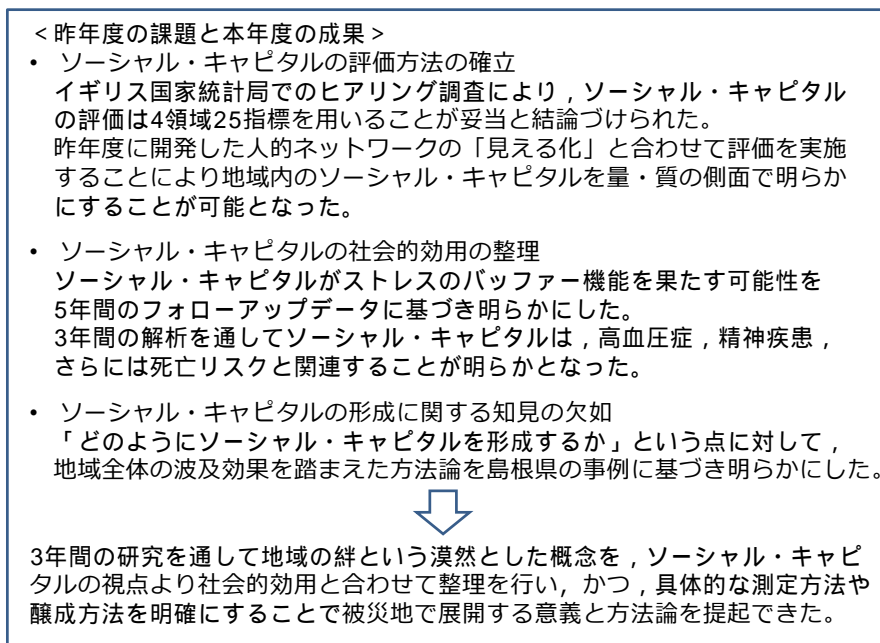 ＜昨年度の課題と本年度の成果＞
• ソーシャル・キャピタルの評価方法の確立
イギリス国家統計局でのヒアリング調査により，ソーシャル・キャピタル
の評価は4領域25指標を用いることが妥当と結論づけられた。
昨年度に開発した人的ネットワークの「見える化」と合わせて評価を実施
することにより地域内のソーシャル・キャピタルを量・質の側面で明らか
にすることが可能となった。
• ソーシャル・キャピタルの社会的効用の整理
ソーシャル・キャピタルがストレスのバッファー機能を果たす可能性を
5年間のフォローアップデータに基づき明らかにした。
3年間の解析を通してソーシャル・キャピタルは，高血圧症，精神疾患，
さらには死亡リスクと関連することが明らかとなった。
• ソーシャル・キャピタルの形成に関する知見の欠如
「どのようにソーシャル・キャピタルを形成するか」という点に対して，
地域全体の波及効果を踏まえた方法論を島根県の事例に基づき明らかにした。
3年間の研究を通して地域の絆という漠然とした概念を，ソーシャル・キャピ
タルの視点より社会的効用と合わせて整理を行い，かつ，具体的な測定方法や
醸成方法を明確にすることで被災地で展開する意義と方法論を提起できた。